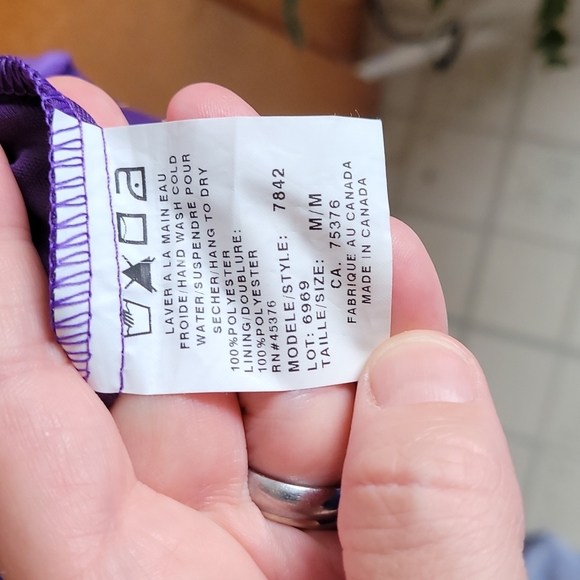 LAVER A LA MAIN EAU
FROIDE/HAND WASH COLD
WATER/SUSPENDRE POUR
SECHER/HANG TO DRY
100%POLYESTER
LINING/DOUBLURE:
100%POLYESTER
RN#45376
MODELE/STYLE: 7842
LOT: 6969
TAILLE/SIZE: M/M
CA. 75376
FABRIQUE AU CANADA
MADE IN CANADA